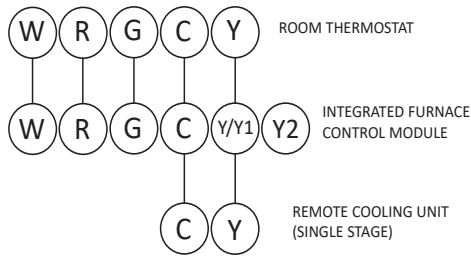 W R G C Y ROOM THERMOSTAT
W R G C Y/Y1 Y2 INTEGRATED FURNACE
CONTROL MODULE
C Y REMOTE COOLING UNIT
(SINGLE STAGE)